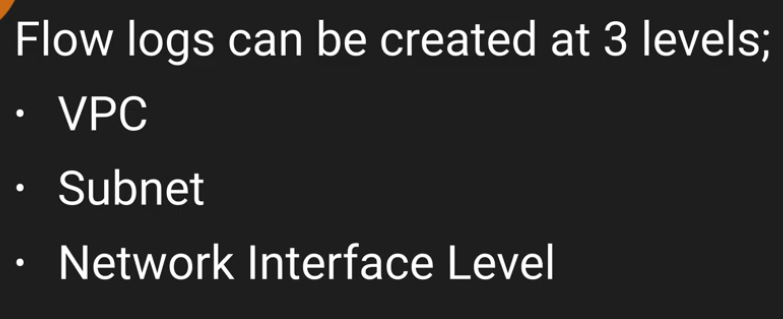 Flow logs can be created at 3 levels;
• VPC
• Subnet
• Network Interface Level